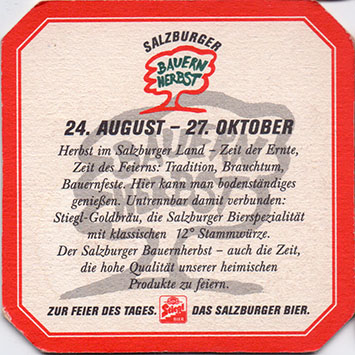 SALZBURGER
BAUERN
HERBST
24. AUGUST – 27. OKTOBER
Herbst im Salzburger Land – Zeit der Ernte,
Zeit des Feierns: Tradition, Brauchtum,
Bauernfeste. Hier kann man bodenständiges
genießen. Untrennbar damit verbunden:
Stiegl-Goldbräu, die Salzburger Bierspezialität
mit klassischen 12° Stammwürze.
Der Salzburger Bauernherbst – auch die Zeit,
die hohe Qualität unserer heimischen
Produkte zu feiern.
ZUR FEIER DES TAGES. Stiegl BIER DAS SALZBURGER BIER.